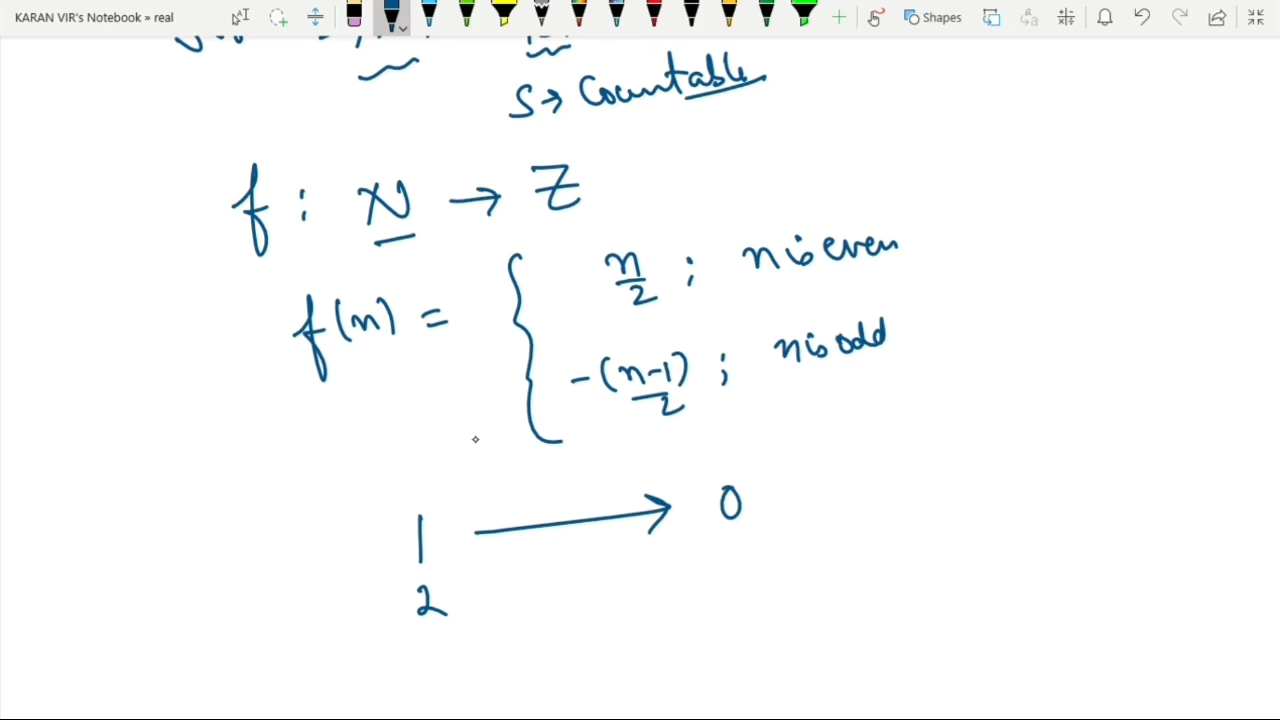 KARAN VIR's Notebook » real
Shapes
S → Countable
f : N → Z
f(n) = { n/2 ; n is even
-(n-1)/2 ; n is odd
1 → 0
2